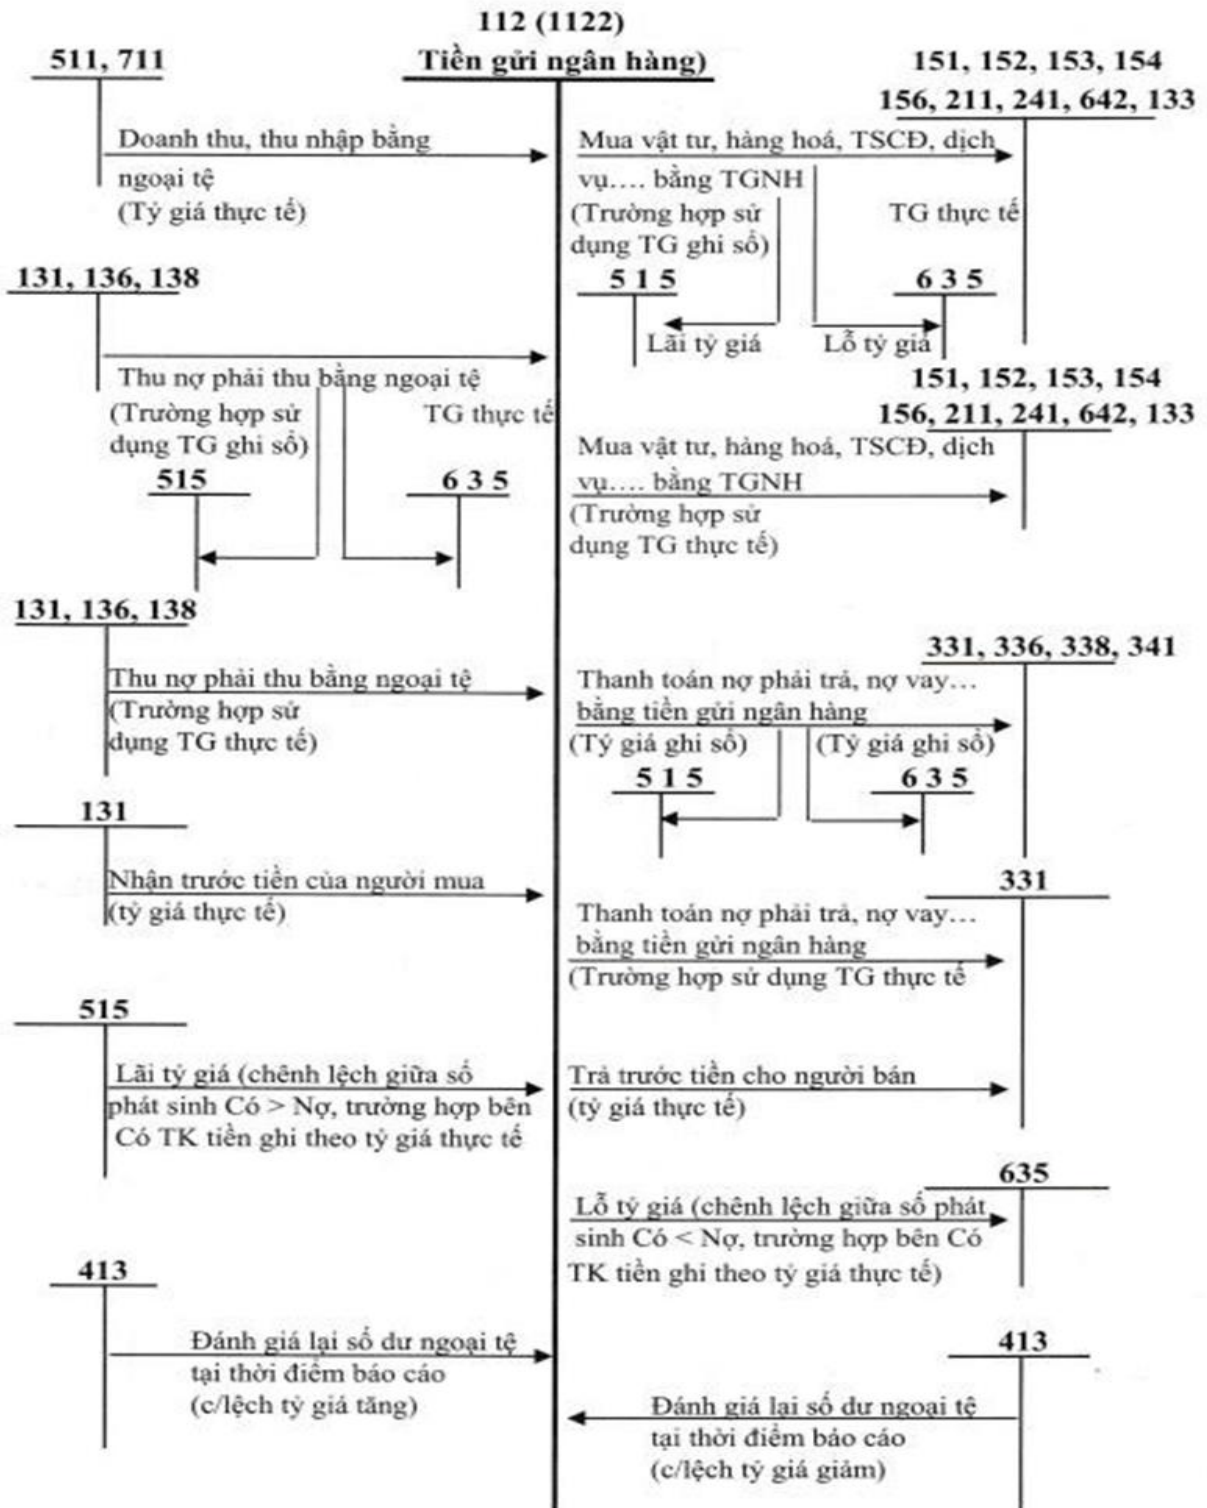 112 (1122)
Tiền gửi ngân hàng)
511, 711
Doanh thu, thu nhập bằng
ngoại tệ
(Tỷ giá thực tế)
131, 136, 138
Thu nợ phải thu bằng ngoại tệ
(Trường hợp sử
dụng TG ghi sổ)
TG thực tế
515
6 3 5
131, 136, 138
Thu nợ phải thu bằng ngoại tệ
(Trường hợp sử
dụng TG thực tế)
131
Nhận trước tiền của người mua
(tỷ giá thực tế)
515
Lãi tỷ giá (chênh lệch giữa số
phát sinh Có > Nợ, trường hợp bên
Có TK tiền ghi theo tỷ giá thực tế
413
Đánh giá lại số dư ngoại tệ
tại thời điểm báo cáo
(c/lệch tỷ giá tăng)
151, 152, 153, 154
156, 211, 241, 642, 133
Mua vật tư, hàng hoá, TSCĐ, dịch
vụ.... bằng TGNH
(Trường hợp sử
dụng TG ghi sổ)
TG thực tế
5 1 5
6 3 5
Lãi tỷ giá
Lỗ tỷ giá
151, 152, 153, 154
156, 211, 241, 642, 133
Mua vật tư, hàng hoá, TSCĐ, dịch
vụ.... bằng TGNH
(Trường hợp sử
dụng TG thực tế)
331, 336, 338, 341
Thanh toán nợ phải trả, nợ vay...
bằng tiền gửi ngân hàng
(Tỷ giá ghi sổ)
(Tỷ giá ghi sổ)
5 1 5
6 3 5
331
Thanh toán nợ phải trả, nợ vay...
bằng tiền gửi ngân hàng
(Trường hợp sử dụng TG thực tế
Trả trước tiền cho người bán
(tỷ giá thực tế)
635
Lỗ tỷ giá (chênh lệch giữa số phát
sinh Có < Nợ, trường hợp bên Có
TK tiền ghi theo tỷ giá thực tế)
413
Đánh giá lại số dư ngoại tệ
tại thời điểm báo cáo
(c/lệch tỷ giá giảm)